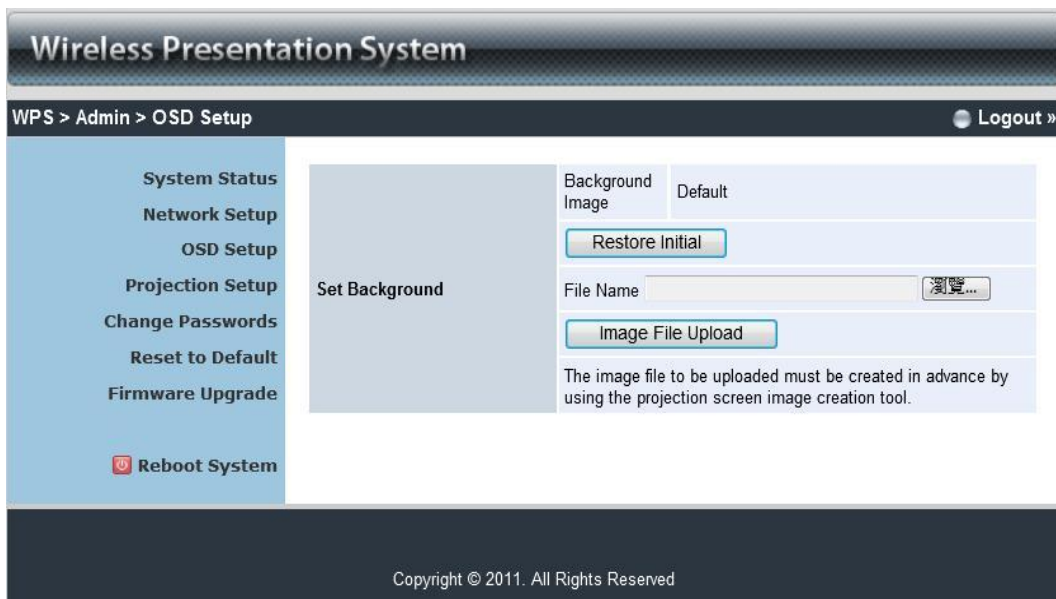 Wireless Presentation System
WPS > Admin > OSD Setup
Logout »
System Status
Network Setup
OSD Setup
Projection Setup
Change Passwords
Reset to Default
Firmware Upgrade
Reboot System
Set Background
Background
Image
Default
Restore Initial
File Name
瀏覽...
Image File Upload
The image file to be uploaded must be created in advance by
using the projection screen image creation tool.
Copyright © 2011. All Rights Reserved